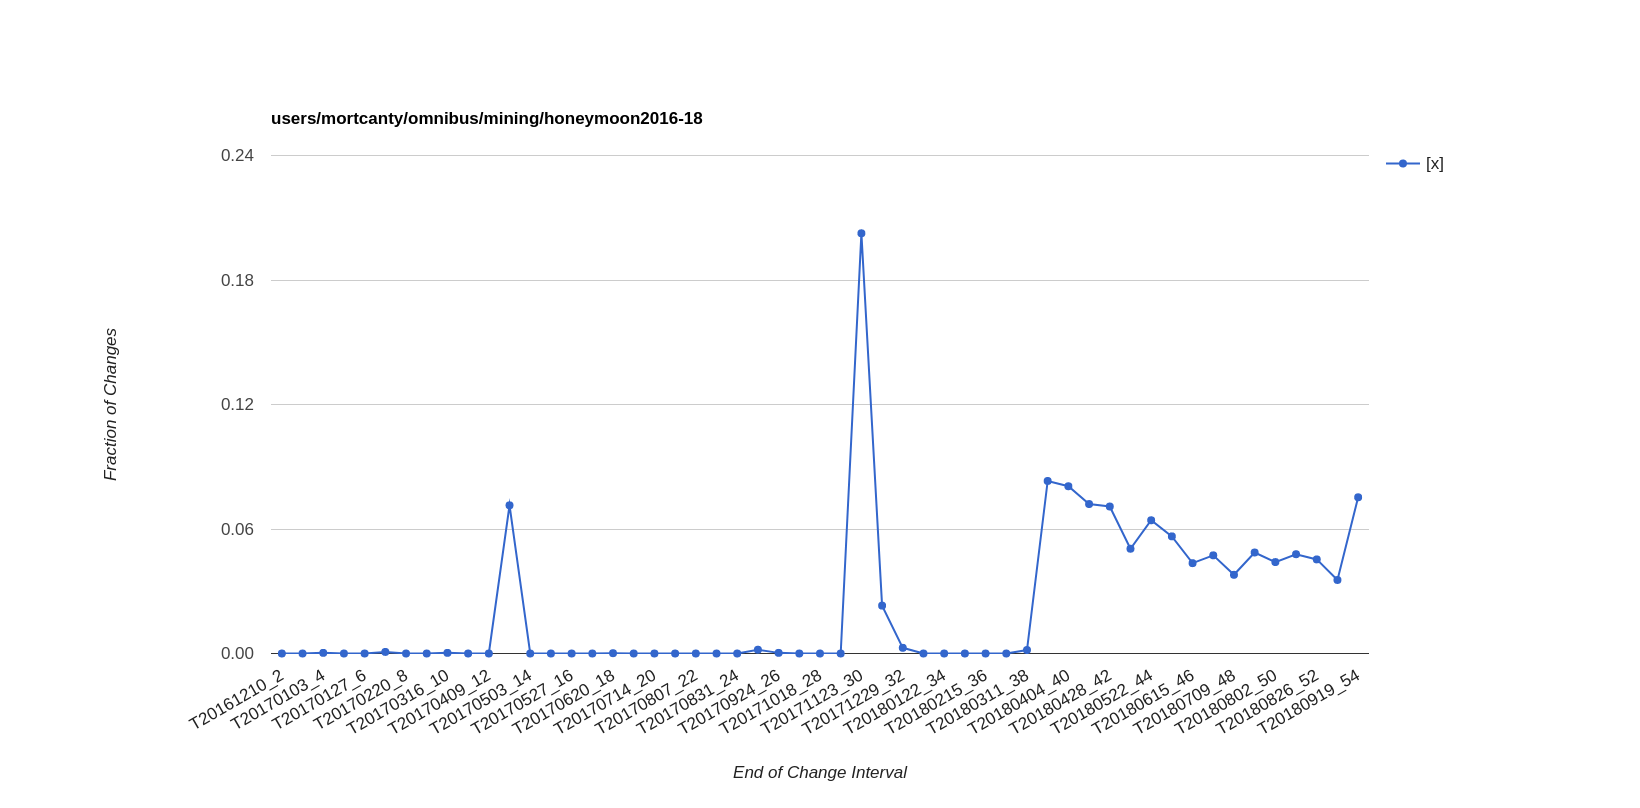 users/mortcanty/omnibus/mining/honeymoon2016-18
[x]
Fraction of Changes
0.24
0.18
0.12
0.06
0.00
T20161210_2
T20170103_4
T20170127_6
T20170220_8
T20170316_10
T20170409_12
T20170503_14
T20170527_16
T20170620_18
T20170714_20
T20170807_22
T20170831_24
T20170924_26
T20171018_28
T20171123_30
T20171229_32
T20180122_34
T20180215_36
T20180311_38
T20180404_40
T20180428_42
T20180522_44
T20180615_46
T20180709_48
T20180802_50
T20180826_52
T20180919_54
End of Change Interval